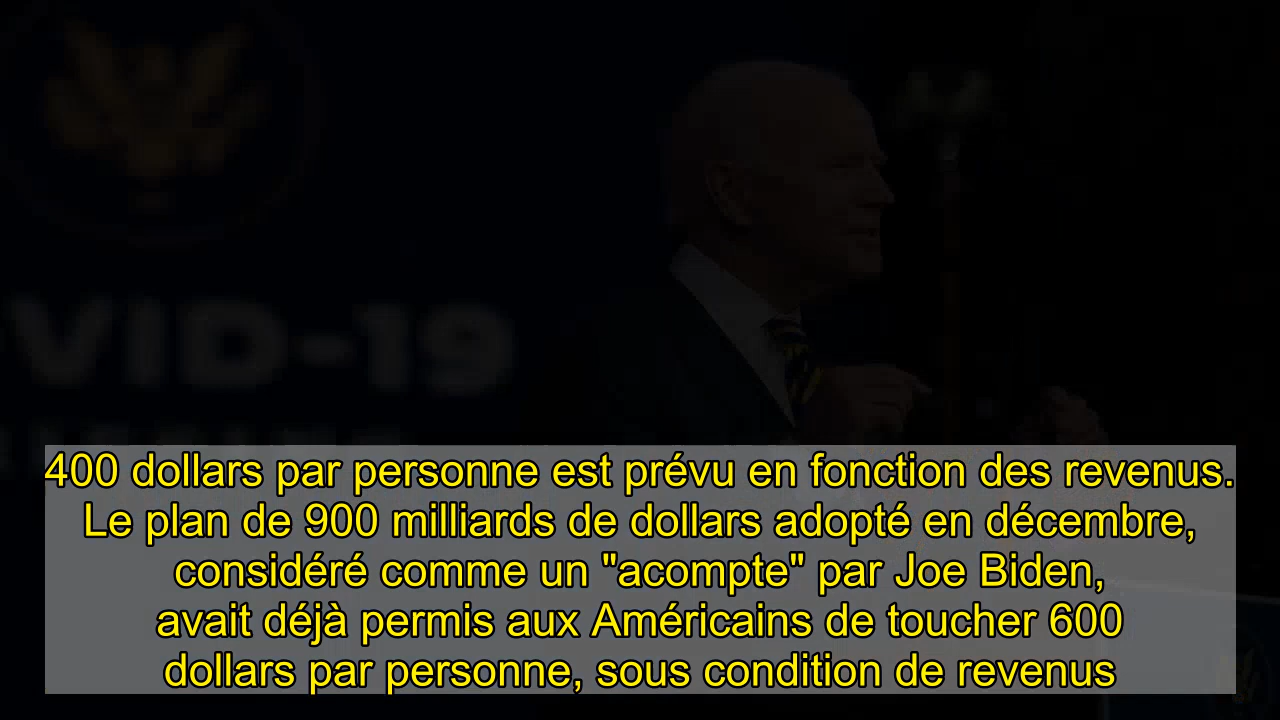 VID-19
400 dollars par personne est prévu en fonction des revenus.
Le plan de 900 milliards de dollars adopté en décembre,
considéré comme un "acompte" par Joe Biden,
avait déjà permis aux Américains de toucher 600
dollars par personne, sous condition de revenus